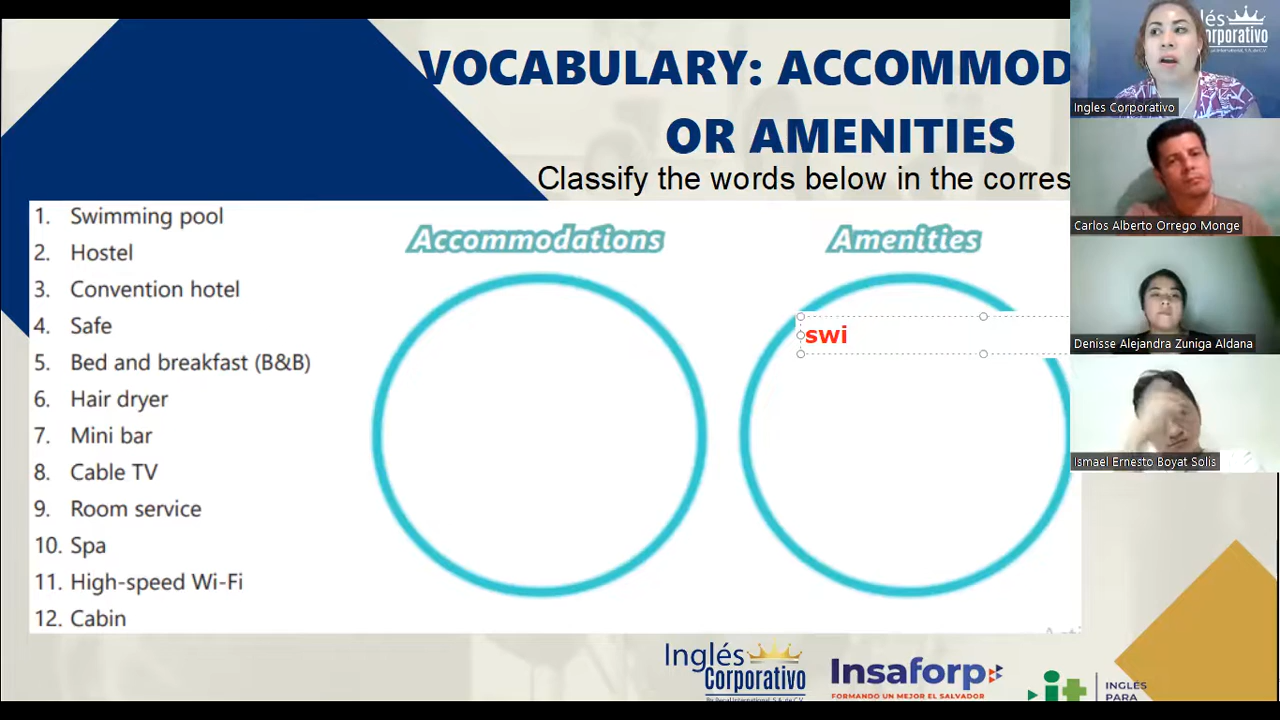 VOCABULARY: ACCOMMOD
OR AMENITIES
Classify the words below in the corres
1. Swimming pool
2. Hostel
3. Convention hotel
4. Safe
5. Bed and breakfast (B&B)
6. Hair dryer
7. Mini bar
8. Cable TV
9. Room service
10. Spa
11. High-speed Wi-Fi
12. Cabin
Accommodations
Amenities
swi
Inglés
Corporativo
Insaforp
FORMANDO UN MEJOR EL SALVADOR
it
INGLÉS
PARA
lés
orporativo
Ingles Corporativo
Carlos Alberto Orrego Monge
Denisse Alejandra Zuniga Aldana
Ismael Ernesto Boyat Solis